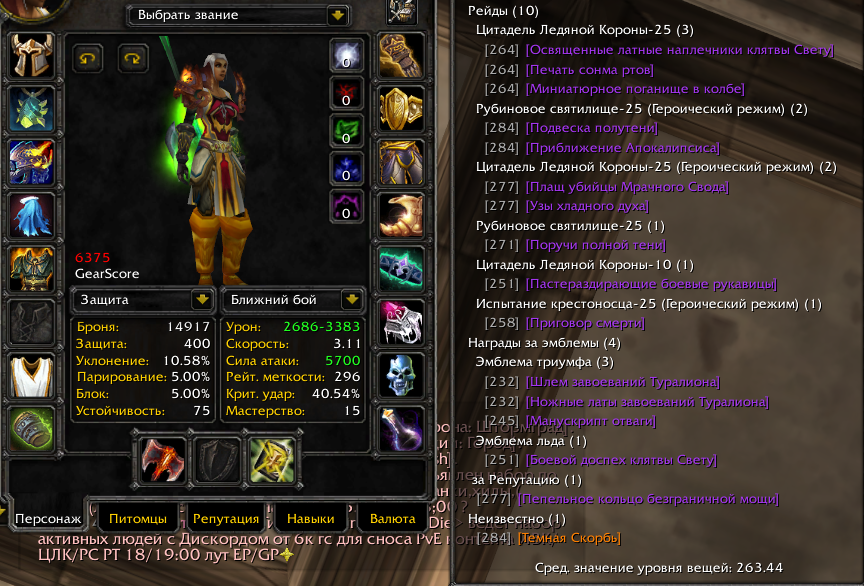 Выбрать звание
0
0
0
0
0
6375
GearScore
Защита
Ближний бой
Броня: 14917
Защита: 400
Уклонение: 10.58%
Парирование: 5.00%
Блок: 5.00%
Устойчивость: 75
Урон: 2686-3383
Скорость: 3.11
Сила атаки: 5700
Рейт. меткости: 296
Крит. удар: 40.54%
Мастерство: 15
Персонаж
Питомцы
Репутация
Навыки
Валюта
активных людей с Дискордом от 6к гс для сноса PvE
ЦЛК/РС РТ 18/19:00 лут EP/GP
Рейды (10)
Цитадель Ледяной Короны-25 (3)
[264] [Освященные латные наплечники клятвы Свету]
[264] [Печать сонма ртов]
[264] [Миниатюрное поганище в колбе]
Рубиновое святилище-25 (Героический режим) (2)
[284] [Подвеска полутени]
[284] [Приближение Апокалипсиса]
Цитадель Ледяной Короны-25 (Героический режим) (2)
[277] [Плащ убийцы Мрачного Свода]
[277] [Узы хладного духа]
Рубиновое святилище-25 (1)
[271] [Поручи полной тени]
Цитадель Ледяной Короны-10 (1)
[251] [Пастераздирающие боевые рукавицы]
Испытание крестоносца-25 (Героический режим) (1)
[258] [Приговор смерти]
Награды за эмблемы (4)
Эмблема триумфа (3)
[232] [Шлем завоеваний Туралиона]
[232] [Ножные латы завоеваний Туралиона]
[245] [Манускрипт отваги]
Эмблема льда (1)
[251] [Боевой доспех клятвы Свету]
за Репутацию (1)
[277] [Пепельное кольцо безграничной мощи]
Неизвестно (1)
[284] [Темная Скорбь]
Сред. значение уровня вещей: 263.44